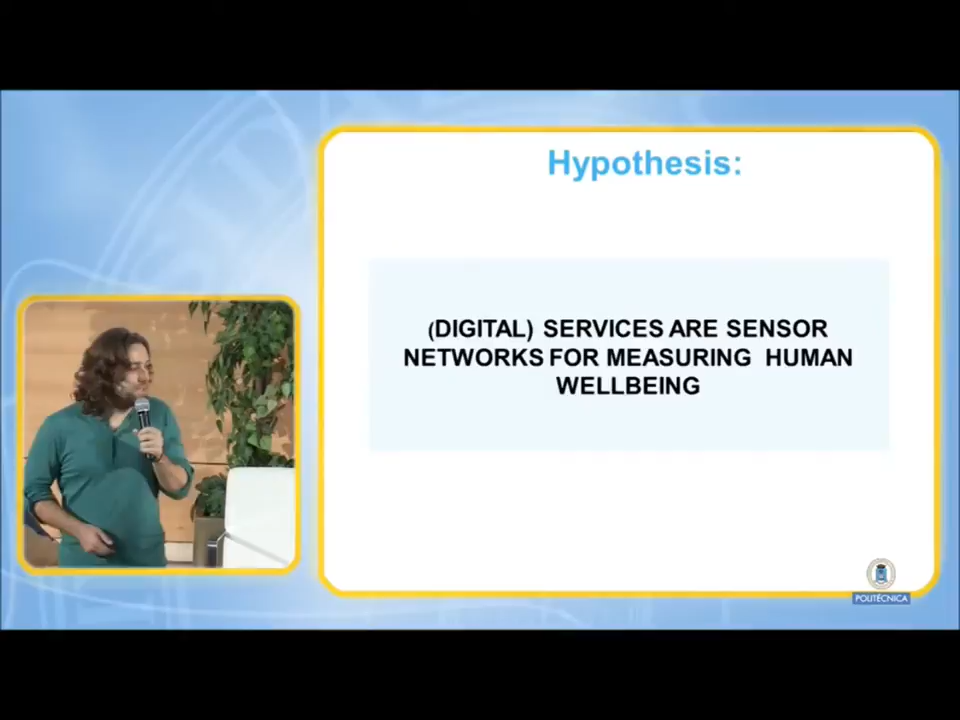 Hypothesis:
(DIGITAL) SERVICES ARE SENSOR
NETWORKS FOR MEASURING HUMAN
WELLBEING
POLITÉCNICA